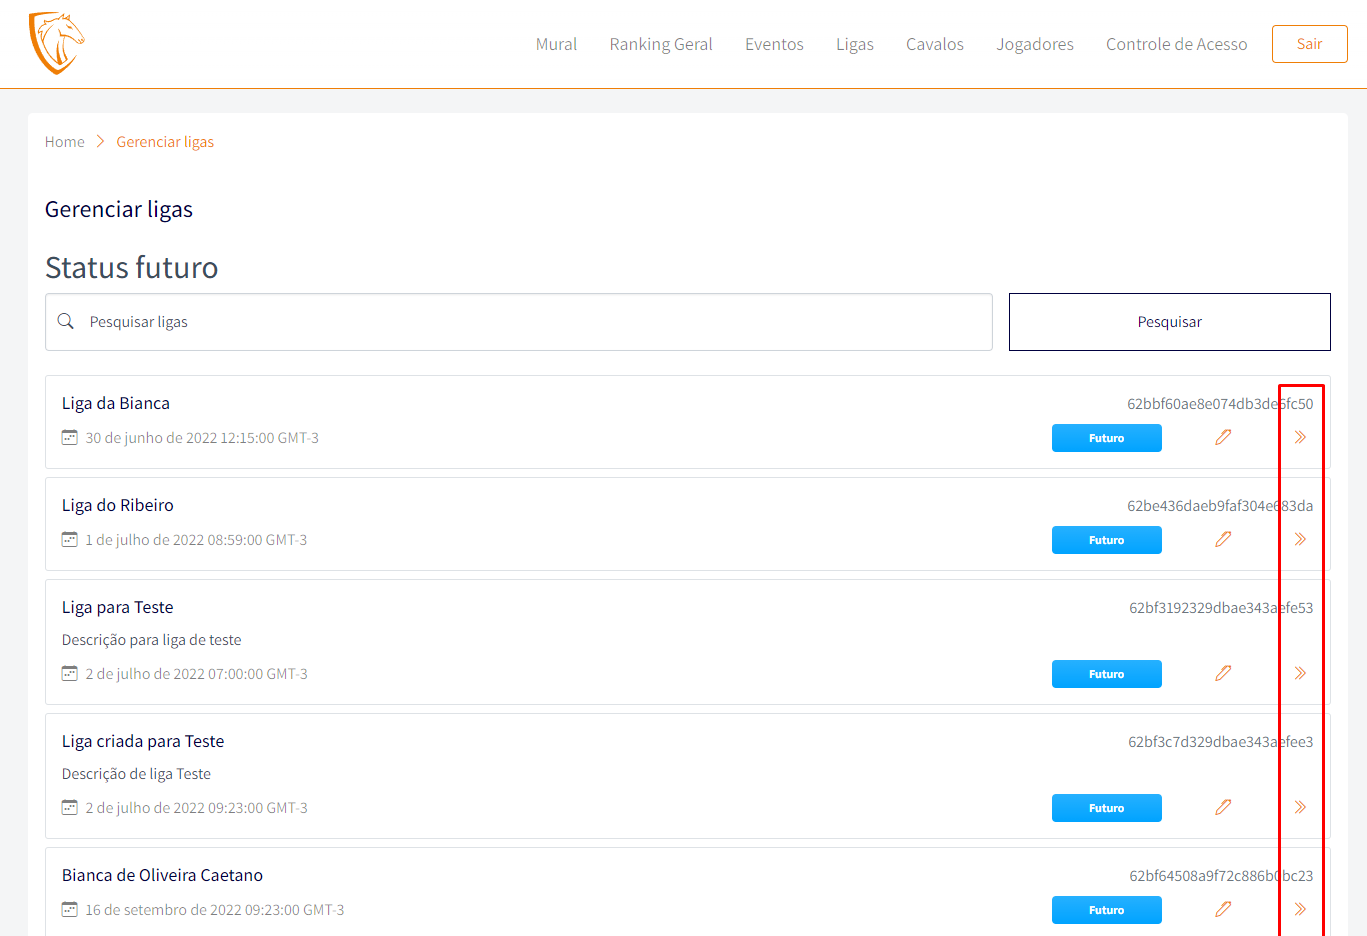 Mural Ranking Geral Eventos Ligas Cavalos Jogadores Controle de Acesso Sair
Home Gerenciar ligas
Gerenciar ligas
Status futuro
Pesquisar ligas Pesquisar
Liga da Bianca 62bbf60ae8e074db3de6fc50
30 de junho de 2022 12:15:00 GMT-3 Futuro
Liga do Ribeiro 62be436daeb9faf304e683da
1 de julho de 2022 08:59:00 GMT-3 Futuro
Liga para Teste 62bf3192329dbae343aefe53
Descrição para liga de teste
2 de julho de 2022 07:00:00 GMT-3 Futuro
Liga criada para Teste 62bf3c7d329dbae343aefee3
Descrição de liga Teste
2 de julho de 2022 09:23:00 GMT-3 Futuro
Bianca de Oliveira Caetano 62bf64508a9f72c886b0bc23
16 de setembro de 2022 09:23:00 GMT-3 Futuro